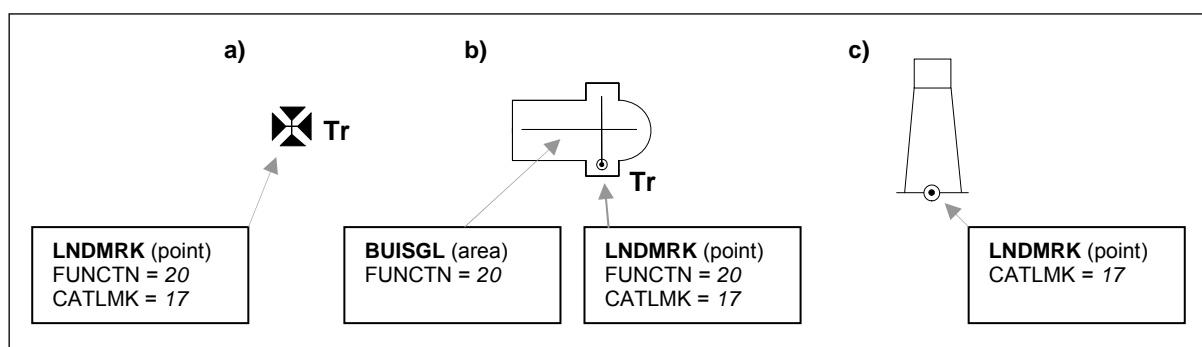 a)
b)
c)
Tr
Tr
LNDMRK (point)
FUNCTN = 20
CATLMK = 17
BUISGL (area)
FUNCTN = 20
LNDMRK (point)
FUNCTN = 20
CATLMK = 17
LNDMRK (point)
CATLMK = 17